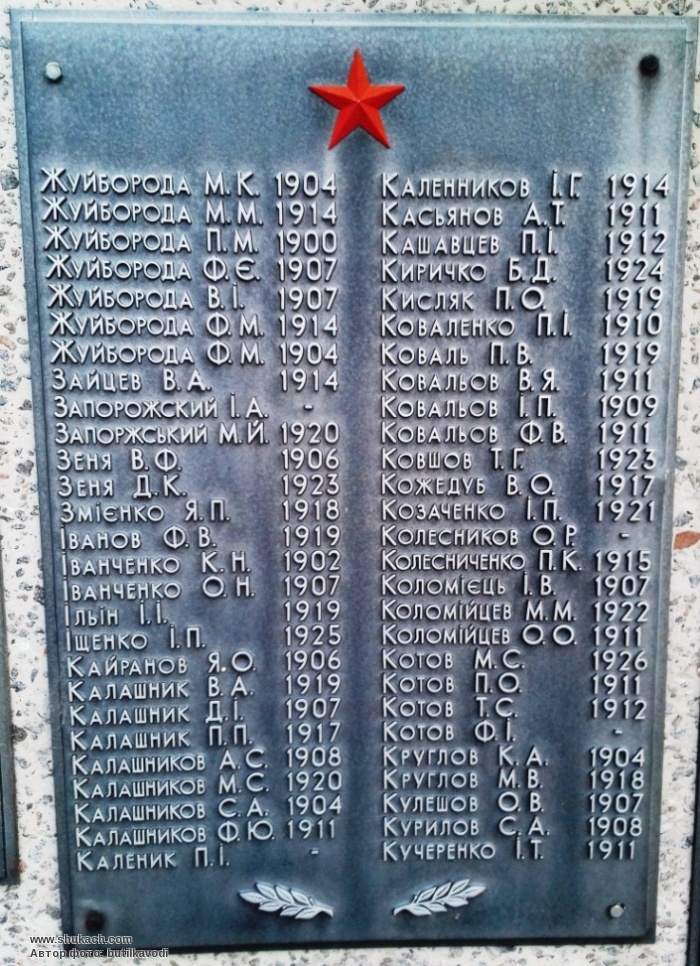 ЖУЙБОРОДА М.К. 1904
ЖУЙБОРОДА М.М. 1914
ЖУЙБОРОДА П.М. 1900
ЖУЙБОРОДА Ф.Є. 1907
ЖУЙБОРОДА В.І. 1907
ЖУЙБОРОДА Ф.М. 1914
ЖУЙБОРОДА Ф.М. 1904
ЗАЙЦЕВ В.А. 1914
ЗАПОРОЖСКИЙ І.А. -
ЗАПОРЖСЬКИЙ М.Й. 1920
ЗЕНЯ В.Ф. 1906
ЗЕНЯ Д.К. 1923
ЗМІЄНКО Я.П. 1918
ІВАНОВ Ф.В. 1919
ІВАНЧЕНКО К.Н. 1902
ІВАНЧЕНКО О.Н. 1907
ІЛЬІН І.І. 1919
ІЩЕНКО І.П. 1925
КАЙРАНОВ Я.О. 1906
КАЛАШНИК В.А. 1919
КАЛАШНИК Д.І. 1907
КАЛАШНИК П.П. 1917
КАЛАШНИКОВ А.С. 1908
КАЛАШНИКОВ М.С. 1920
КАЛАШНИКОВ С.А. 1904
КАЛАШНИКОВ Ф.Ю. 1911
КАЛЕНИК П.І. -
КАЛЕННИКОВ І.Г. 1914
КАСЬЯНОВ А.Т. 1911
КАШАВЦЕВ П.І. 1912
КИРИЧКО Б.Д. 1924
КИСЛЯК П.О. 1919
КОВАЛЕНКО П.І. 1910
КОВАЛЬ П.В. 1919
КОВАЛЬОВ В.Я. 1911
КОВАЛЬОВ І.П. 1909
КОВАЛЬОВ Ф.В. 1911
КОВШОВ Т.Г. 1923
КОЖЕДУБ В.О. 1917
КОЗАЧЕНКО І.П. 1921
КОЛЕСНИКОВ О.Р. -
КОЛЕСНИЧЕНКО П.К. 1915
КОЛОМІЄЦЬ І.В. 1907
КОЛОМІЙЦЕВ М.М. 1922
КОЛОМІЙЦЕВ О.О. 1911
КОТОВ М.С. 1926
КОТОВ П.О. 1911
КОТОВ Т.С. 1912
КОТОВ Ф.І. -
КРУГЛОВ К.А. 1904
КРУГЛОВ М.В. 1918
КУЛЕШОВ О.В. 1907
КУРИЛОВ С.А. 1908
КУЧЕРЕНКО І.Т. 1911
www.shukach.com
Автор фото: butilkavodi